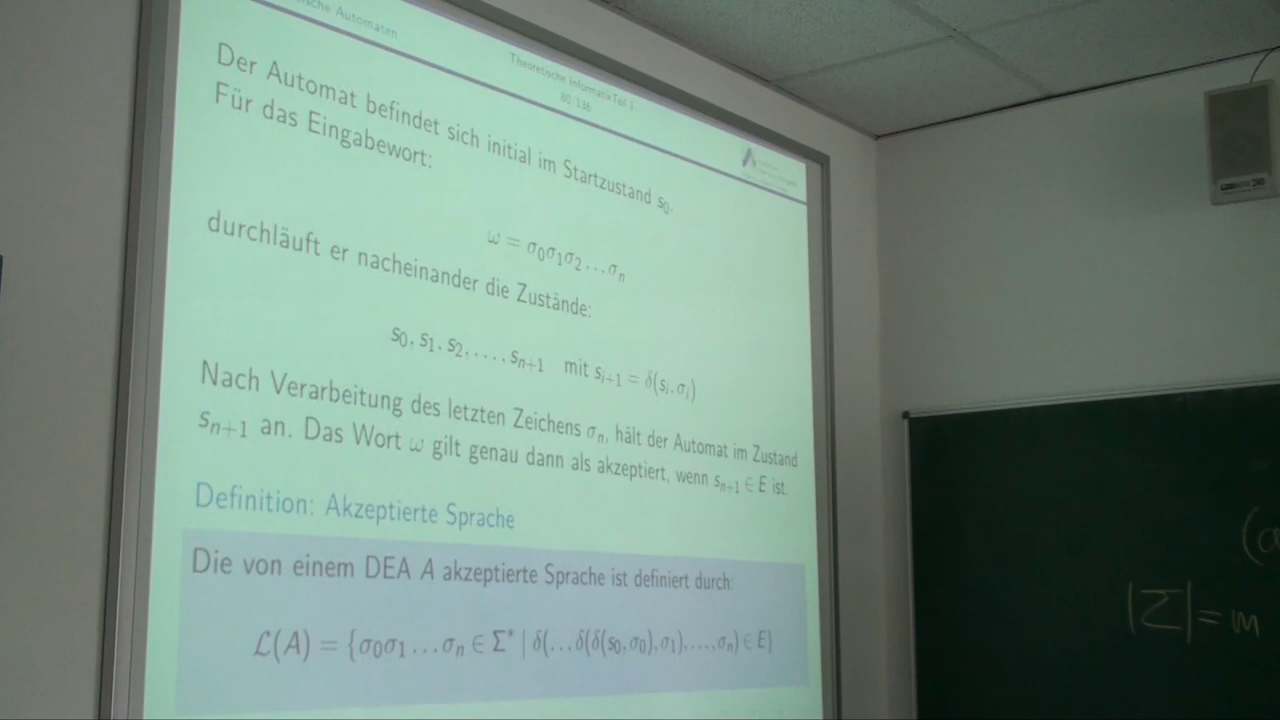 ische Automaten
Theoretische Informatik Teil 1
80/136
Der Automat befindet sich initial im Startzustand s₀.
Für das Eingabewort:
ω = σ₀σ₁σ₂…σₙ
durchläuft er nacheinander die Zustände:
s₀, s₁, s₂, …, sₙ₊₁ mit sᵢ₊₁ = δ(sᵢ, σᵢ)
Nach Verarbeitung des letzten Zeichens σₙ, hält der Automat im Zustand
sₙ₊₁ an. Das Wort ω gilt genau dann als akzeptiert, wenn sₙ₊₁ ∈ E ist.
Definition: Akzeptierte Sprache
Die von einem DEA A akzeptierte Sprache ist definiert durch:
ℒ(A) = {σ₀σ₁…σₙ ∈ Σ* | δ(…δ(δ(s₀,σ₀),σ₁),…,σₙ) ∈ E}
|Σ| = m